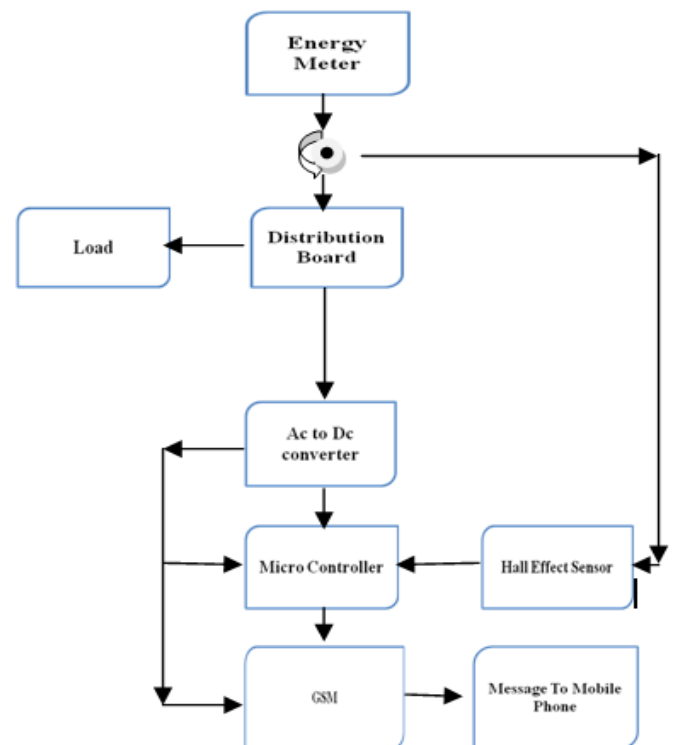 Energy
Meter
Load
Distribution
Board
Ac to Dc
converter
Micro Controller
Hall Effect Sensor
GSM
Message To Mobile
Phone